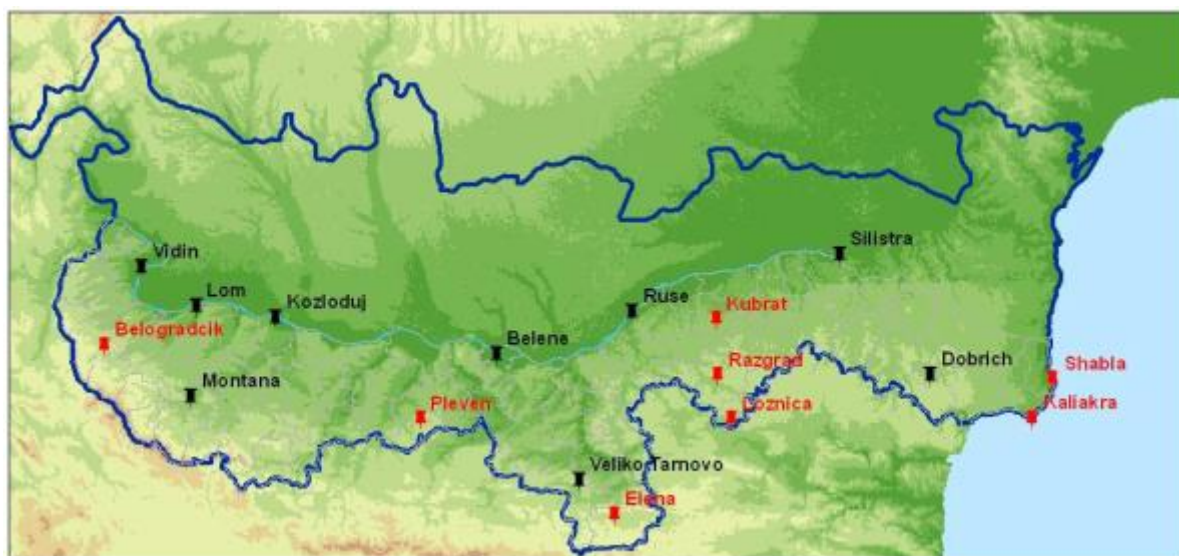 Vidin
Silistra
Lom
Kozloduj
Ruse
Kubrat
Belogradcik
Belene
Razgrad
Dobrich
Shabla
Montana
Pleven
Loznica
Kaliakra
Veliko Tarnovo
Elena